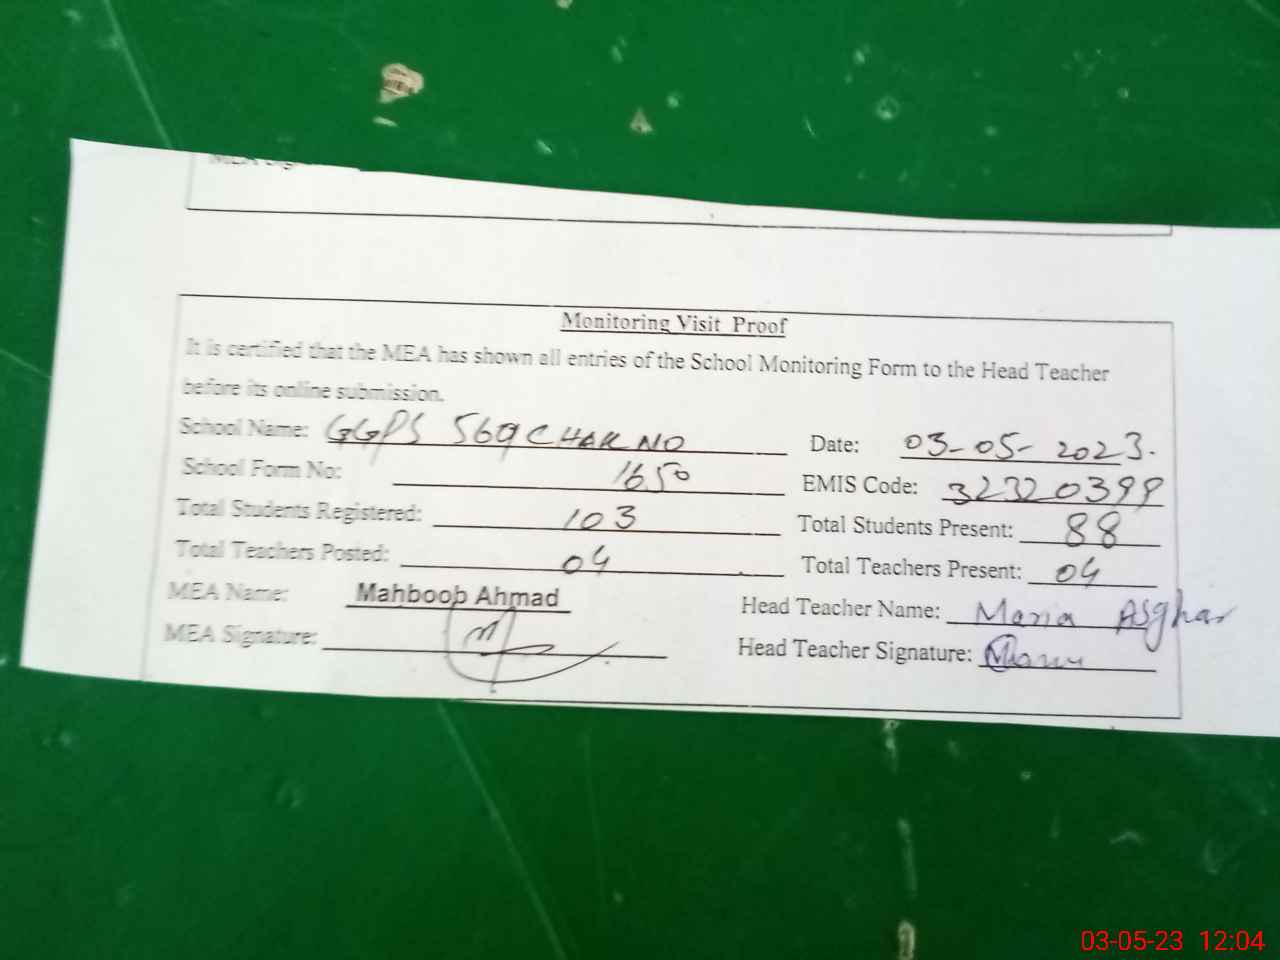 Monitoring Visit Proof
It is certified that the MEA has shown all entries of the School Monitoring Form to the Head Teacher
before its online submission.
School Name: GGPS 569 CHAK NO Date: 03-05-2023.
School Form No: 1650 EMIS Code: 32320399
Total Students Registered: 103 Total Students Present: 88
Total Teachers Posted: 04 Total Teachers Present: 04
MEA Name: Mahboob Ahmad Head Teacher Name: Maria Asghar
MEA Signature: Head Teacher Signature:
03-05-23 12:04